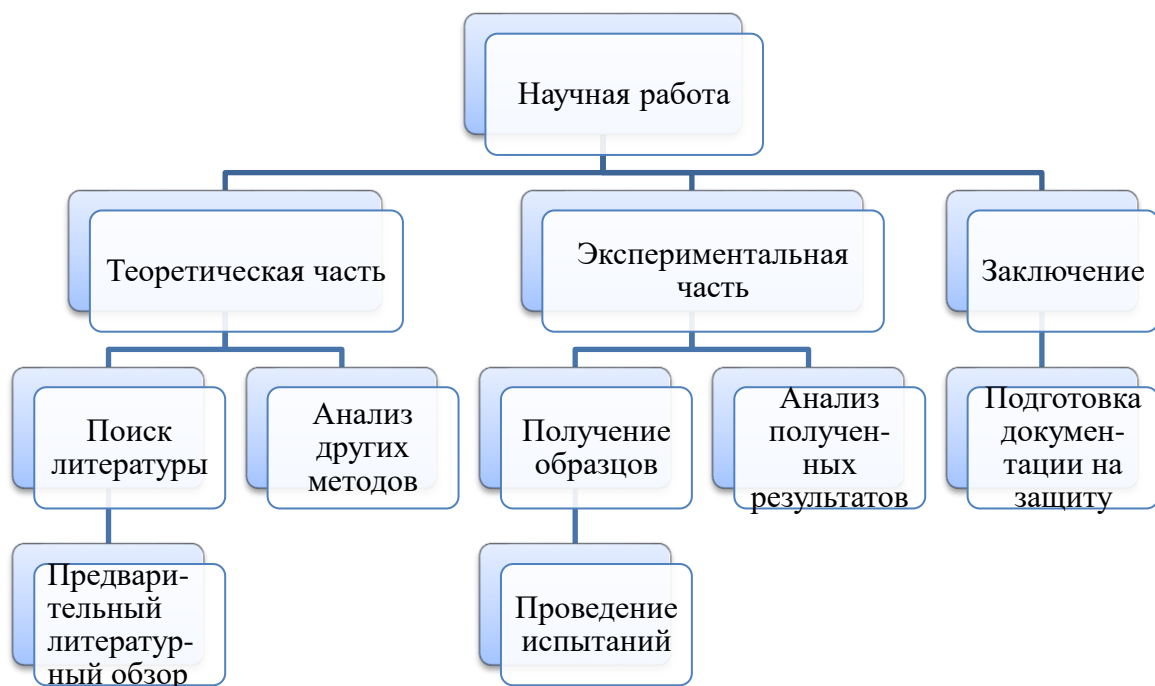 Научная работа
Теоретическая часть
Экспериментальная
часть
Заключение
Поиск
литературы
Анализ
других
методов
Получение
образцов
Анализ
получен-
ных
результатов
Подготовка
докумен-
тации на
защиту
Предвари-
тельный
литератур-
ный обзор
Проведение
испытаний